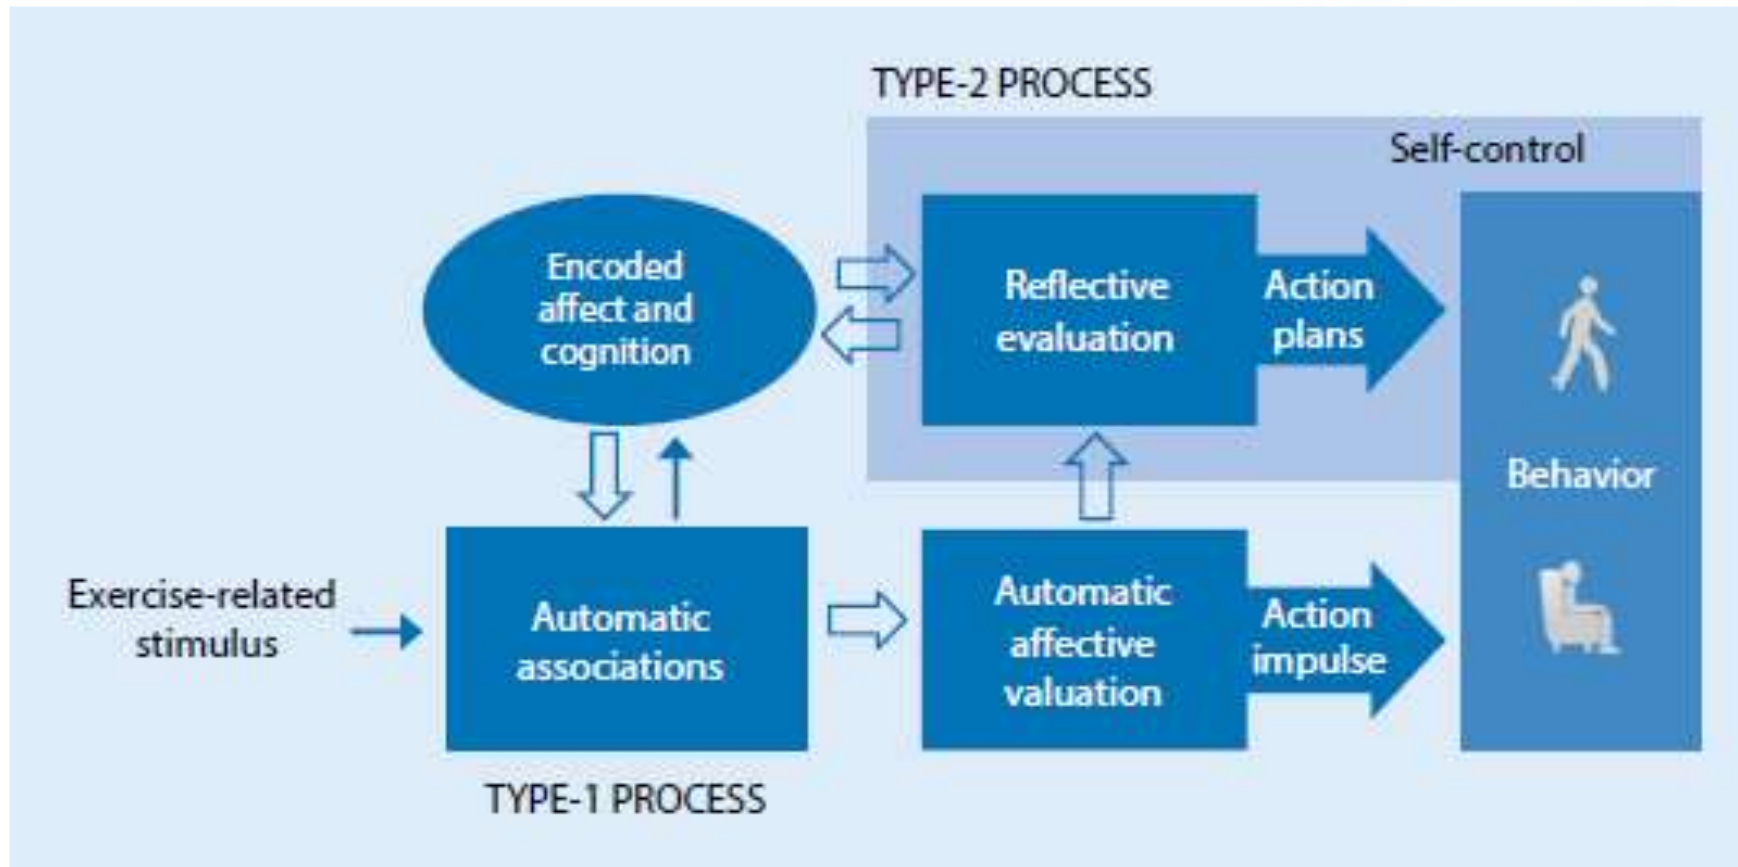 TYPE-2 PROCESS
Self-control
Encoded
affect and
cognition
Reflective
evaluation
Action
plans
Behavior
Exercise-related
stimulus
Automatic
associations
Automatic
affective
valuation
Action
impulse
TYPE-1 PROCESS